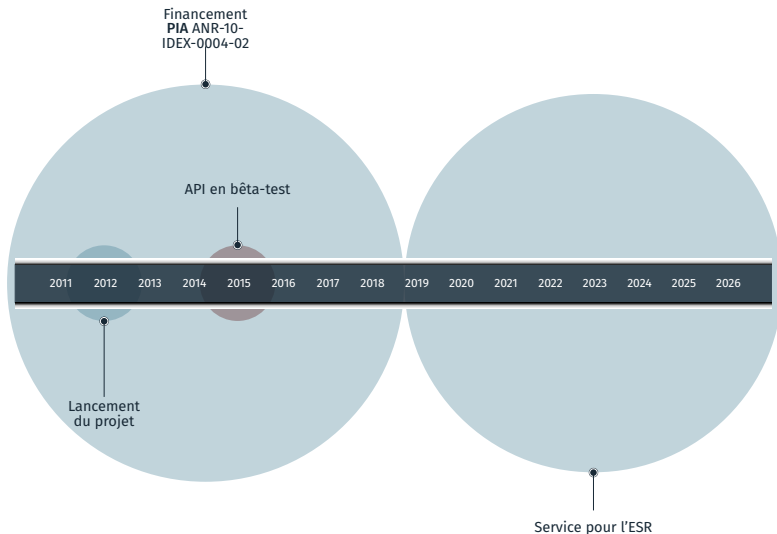 Financement
PIA ANR-10-
IDEX-0004-02
API en bêta-test
2011 2012 2013 2014 2015 2016 2017 2018 2019 2020 2021 2022 2023 2024 2025 2026
Lancement
du projet
Service pour l’ESR